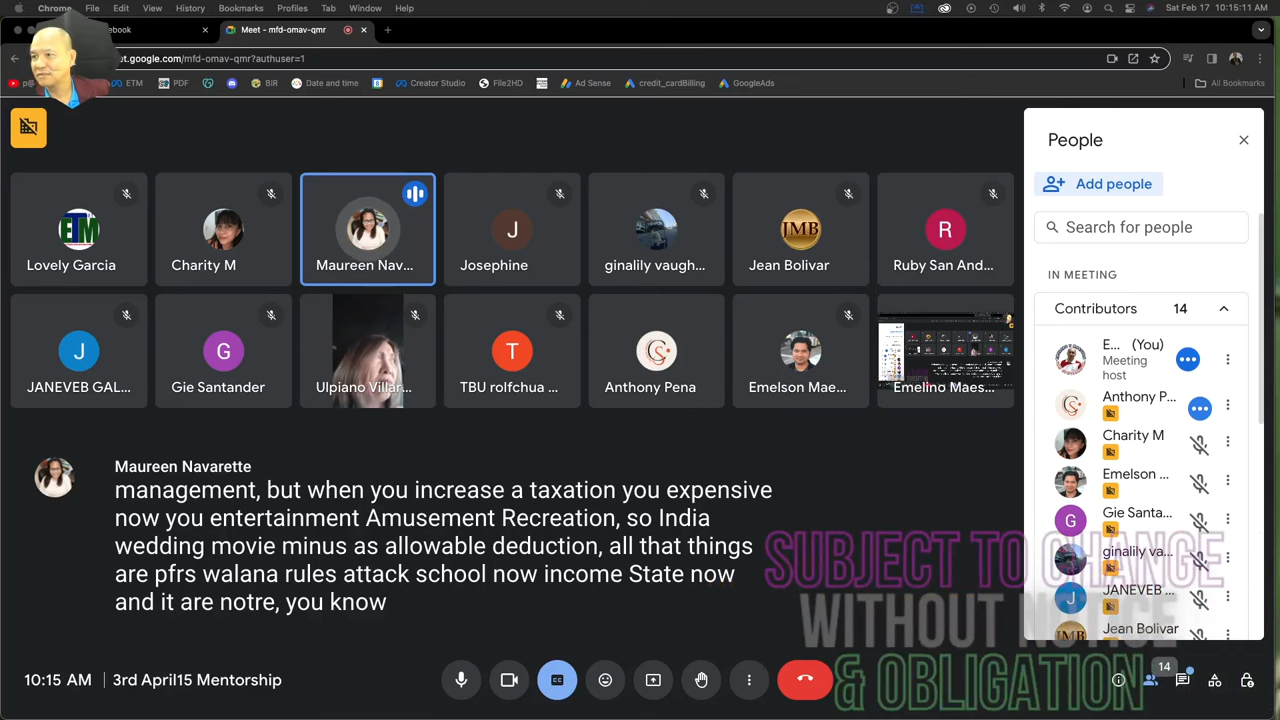 Chrome File Edit View History Bookmarks Profiles Tab Window Help
Sat Feb 17 10:15:11 AM
Meet - mfd-omav-qmr
mfd-omav-qmr?authuser=1
ETM PDF BIR Date and time Creator Studio File2HD Ad Sense credit_cardBilling GoogleAds All Bookmarks
People
Add people
Search for people
IN MEETING
Contributors 14
E... (You)
Meeting
host
Anthony P...
Charity M
Emelson ...
Gie Santa...
ginalily va...
JANEVEB ...
Jean Bolivar
ETM
J
JMB
R
Lovely Garcia
Charity M
Maureen Nav...
Josephine
ginalily vaugh...
Jean Bolivar
Ruby San And...
J
G
T
JANEVEB GAL...
Gie Santander
Ulpiano Villar...
TBU rolfchua ...
Anthony Pena
Emelson Mae...
Emelino Maes...
Maureen Navarette
management, but when you increase a taxation you expensive
now you entertainment Amusement Recreation, so India
wedding movie minus as allowable deduction, all that things
are pfrs walana rules attack school now income State now
and it are notre, you know
SUBJECT TO CHANGE
WITHOUT NOTICE
& OBLIGATION
10:15 AM 3rd April15 Mentorship
14